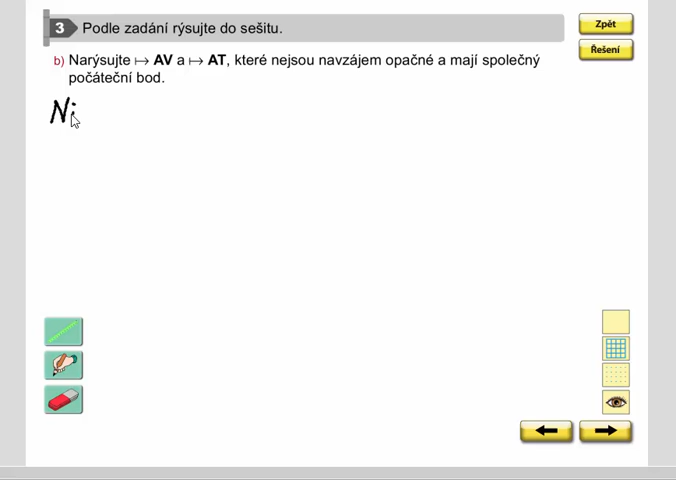 3 Podle zadání rýsujte do sešitu.
Zpět
Řešení
b) Narýsujte ↦ AV a ↦ AT, které nejsou navzájem opačné a mají společný
počáteční bod.
Ni